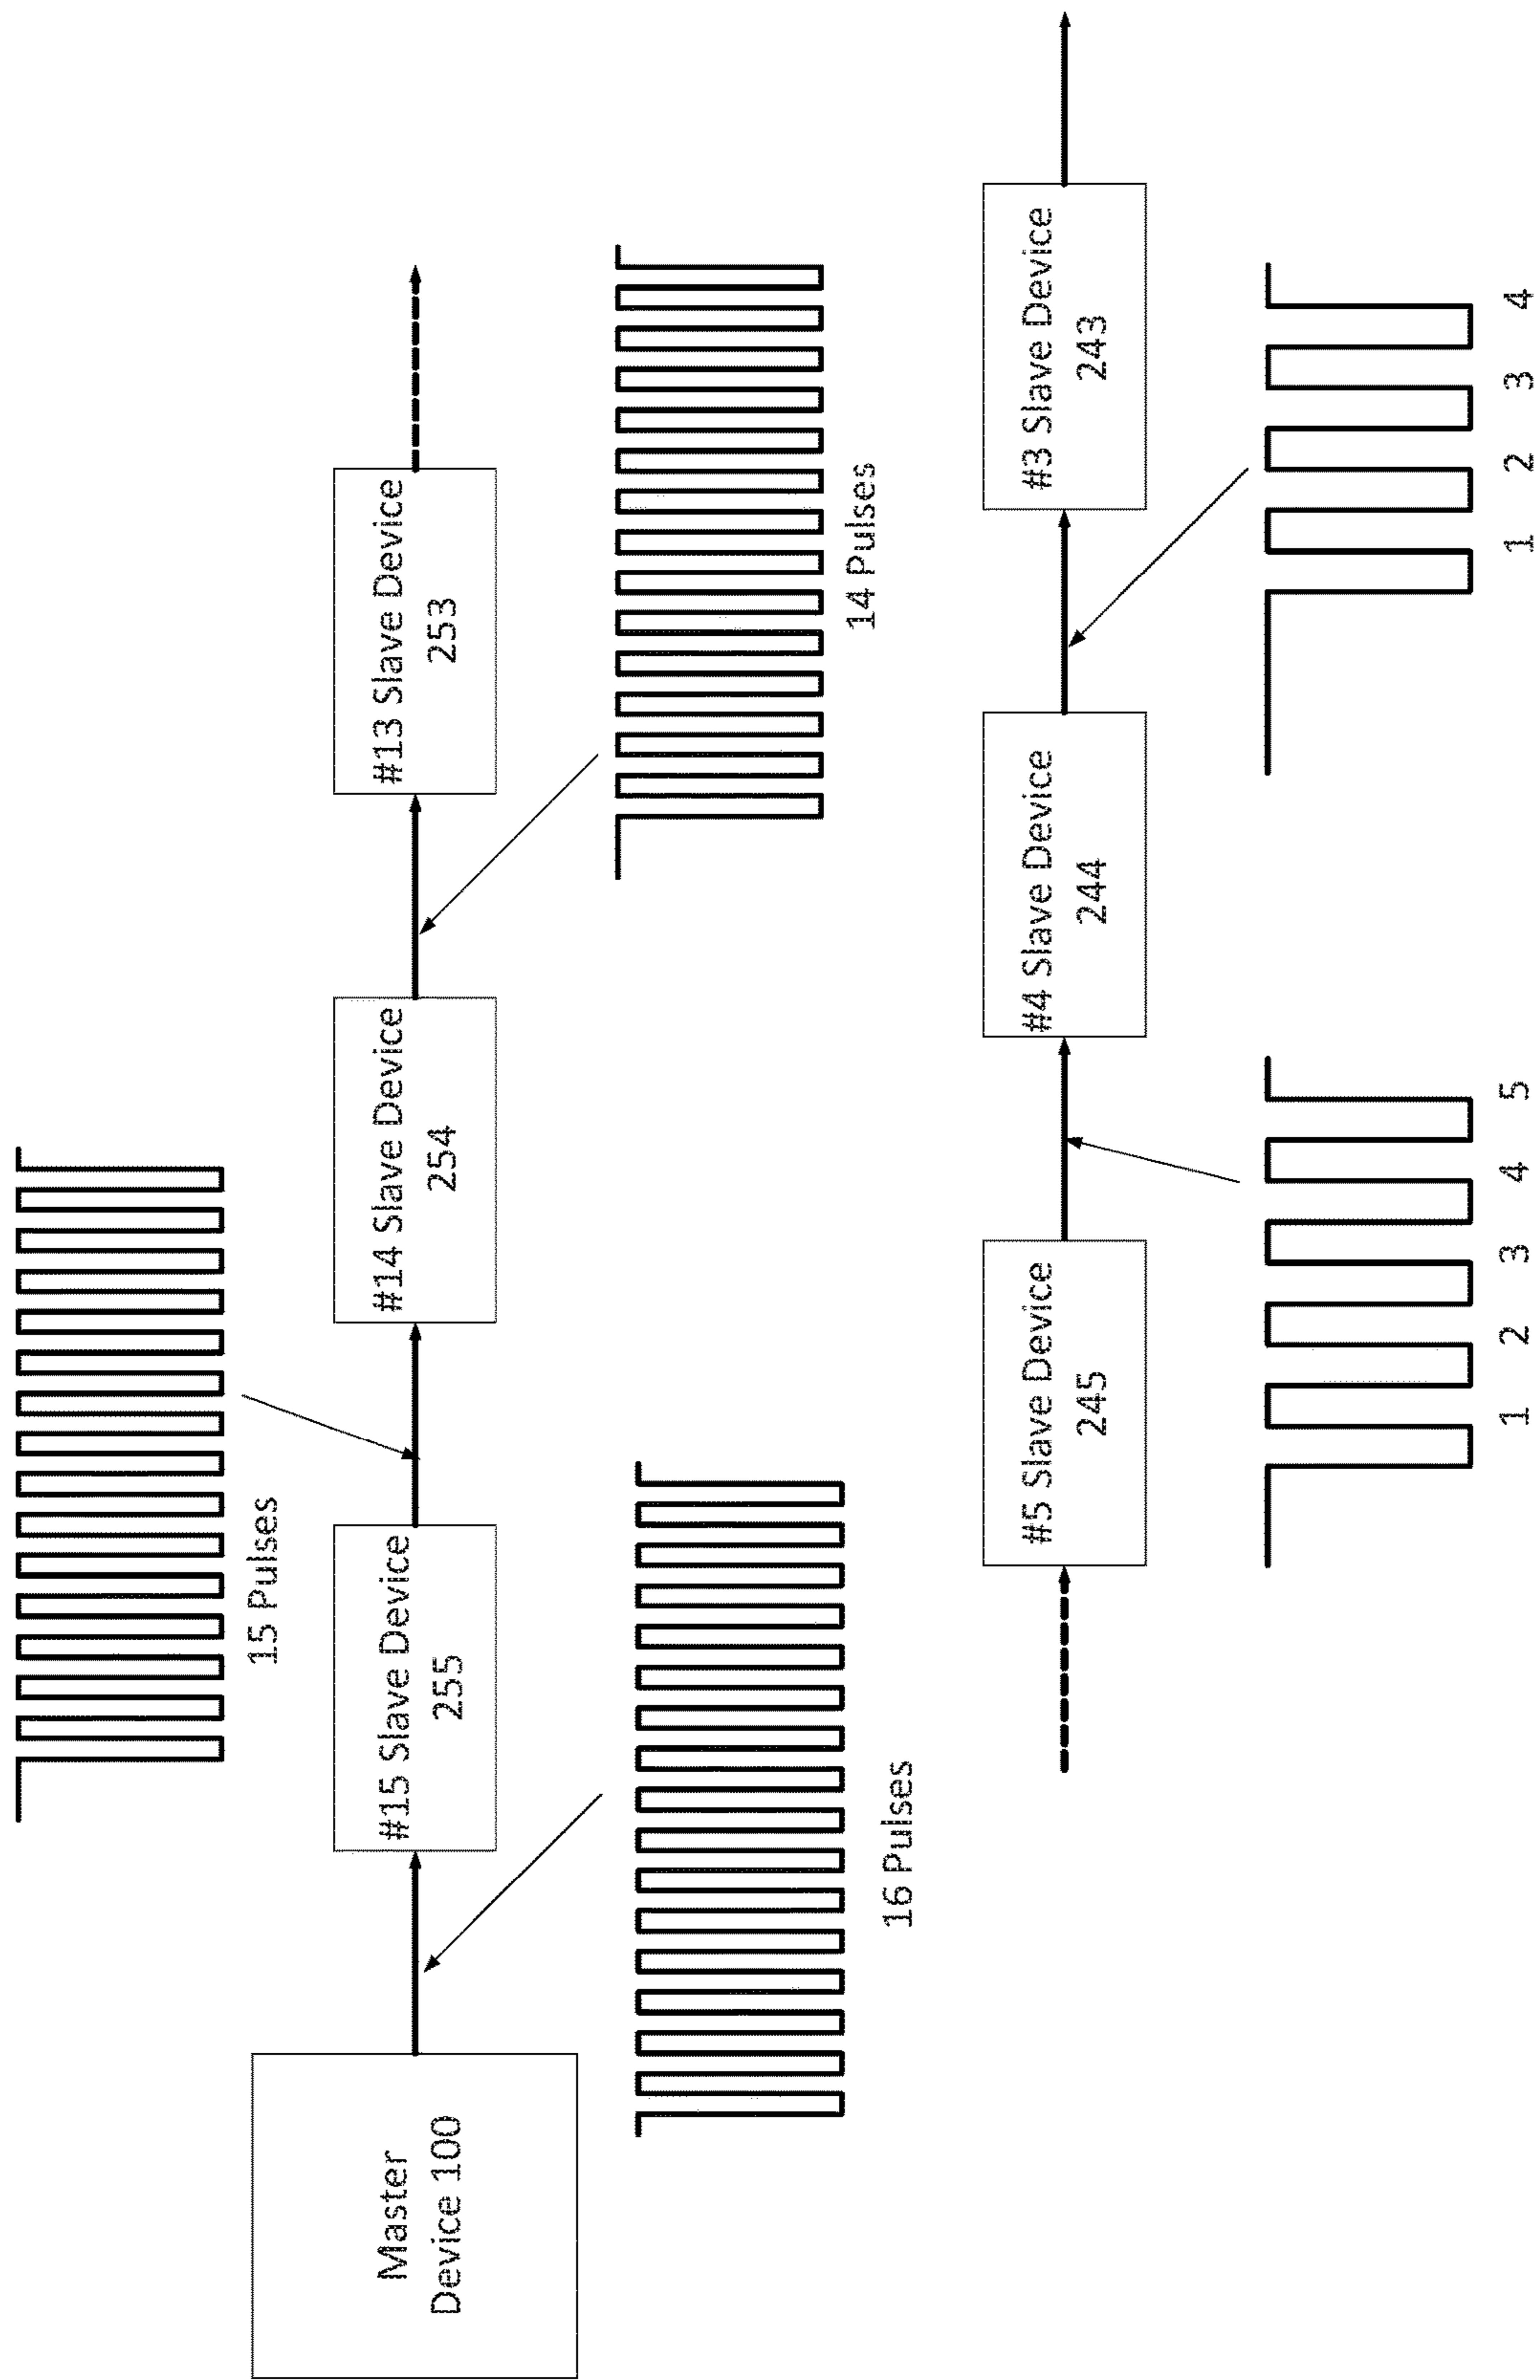 15 Pulses
Master
Device 100
#15 Slave Device
255
#14 Slave Device
254
#13 Slave Device
253
16 Pulses
14 Pulses
#5 Slave Device
245
#4 Slave Device
244
#3 Slave Device
243
1 2 3 4 5
1 2 3 4